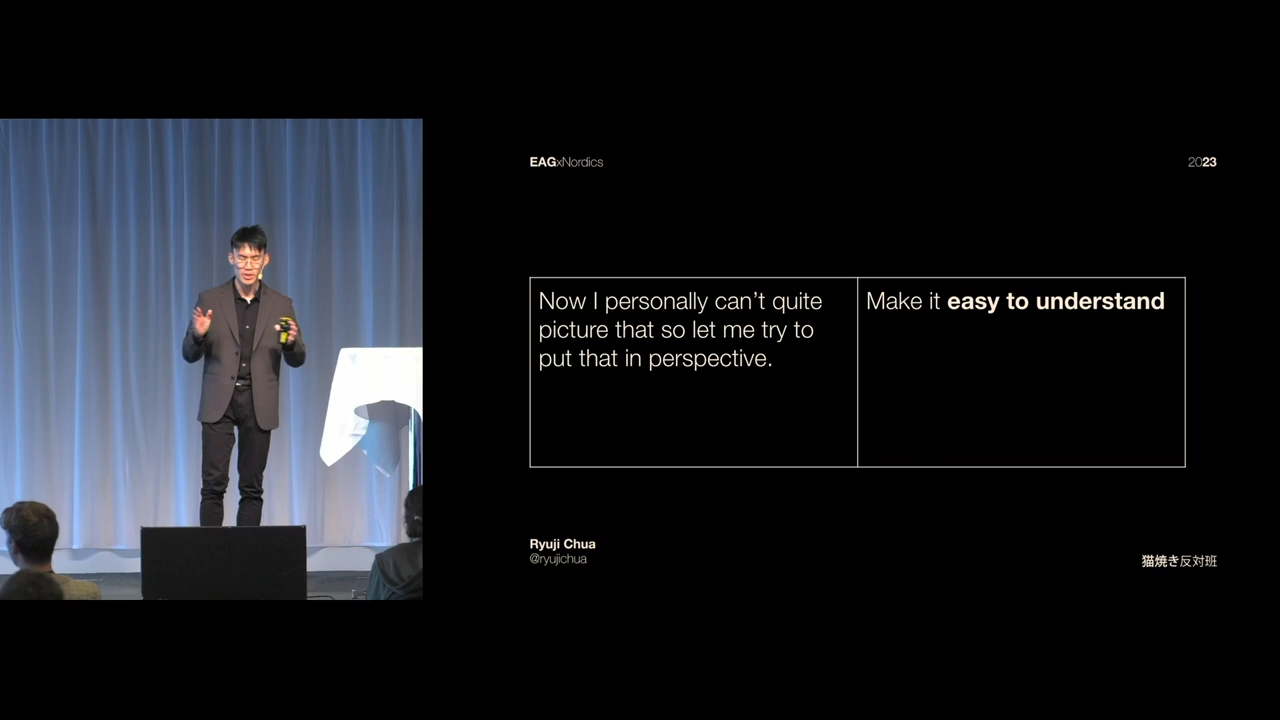 EAGxNordics
2023
Now I personally can’t quite
picture that so let me try to
put that in perspective.
Make it easy to understand
Ryuji Chua
@ryujichua
猫焼き反対班